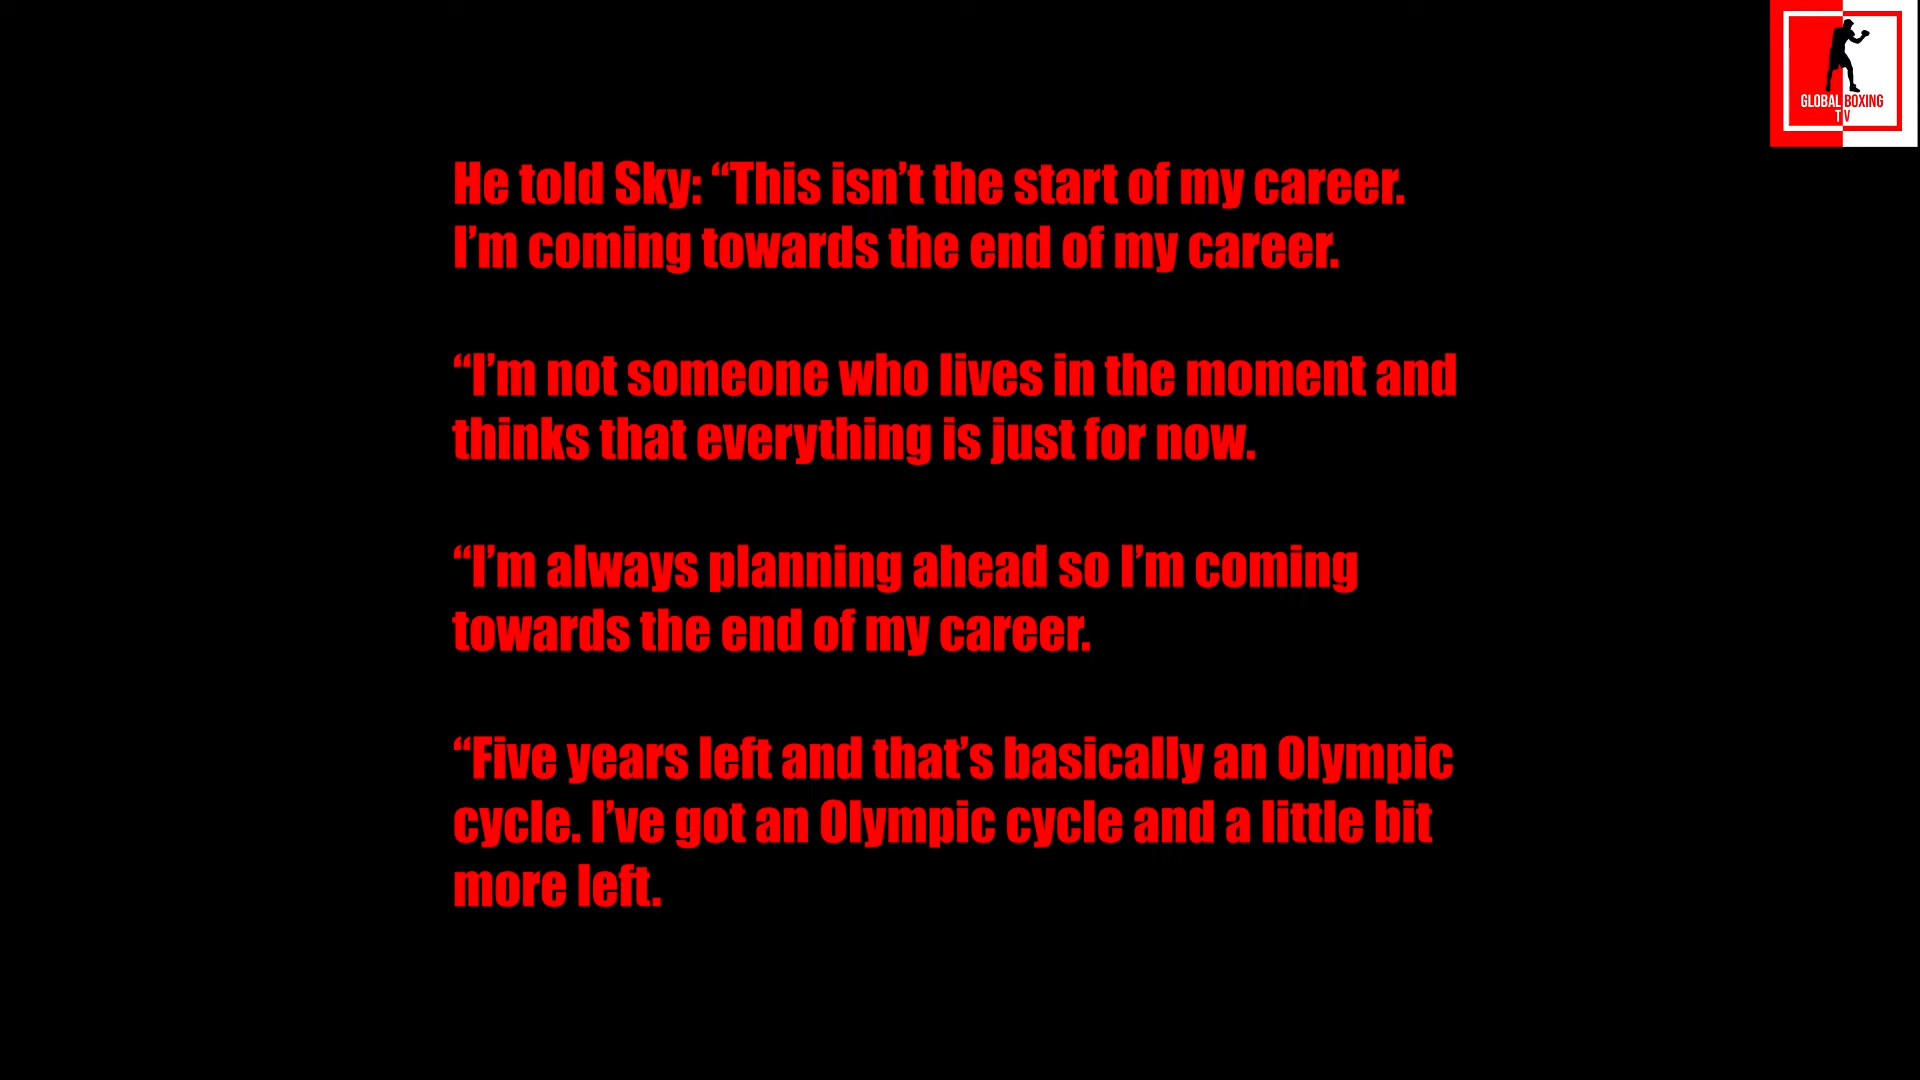 GLOBAL BOXING
TV
He told Sky: “This isn’t the start of my career.
I’m coming towards the end of my career.
“I’m not someone who lives in the moment and
thinks that everything is just for now.
“I’m always planning ahead so I’m coming
towards the end of my career.
“Five years left and that’s basically an Olympic
cycle. I’ve got an Olympic cycle and a little bit
more left.